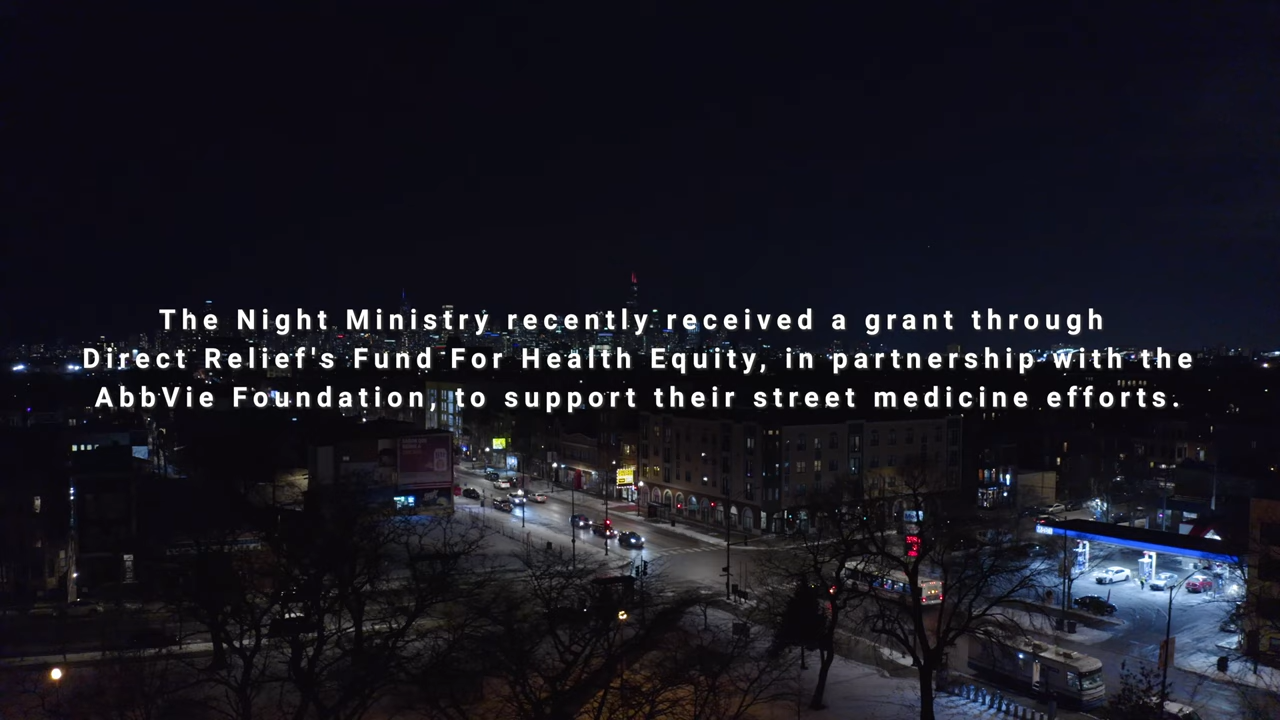 The Night Ministry recently received a grant through
Direct Relief's Fund For Health Equity, in partnership with the
AbbVie Foundation, to support their street medicine efforts.